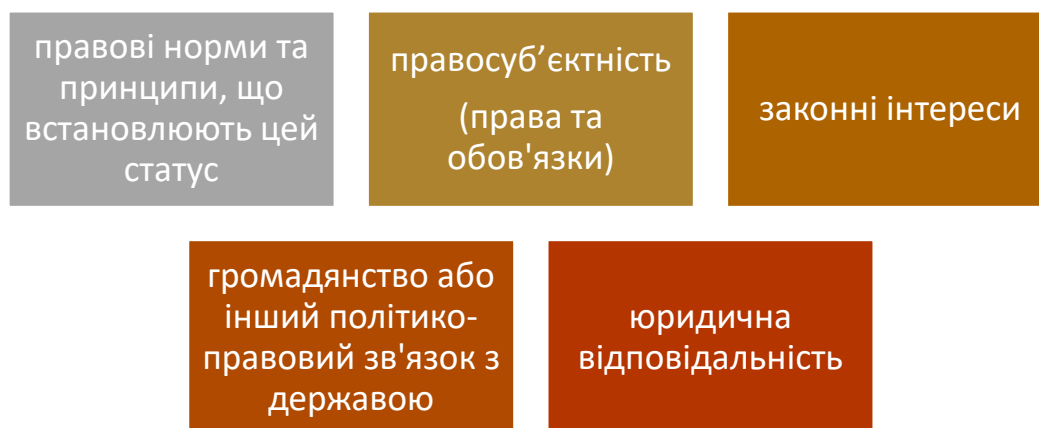 правові норми та
принципи, що
встановлюють цей
статус
правосуб’єктність
(права та
обов'язки)
законні інтереси
громадянство або
інший політико-
правовий зв'язок з
державою
юридична
відповідальність